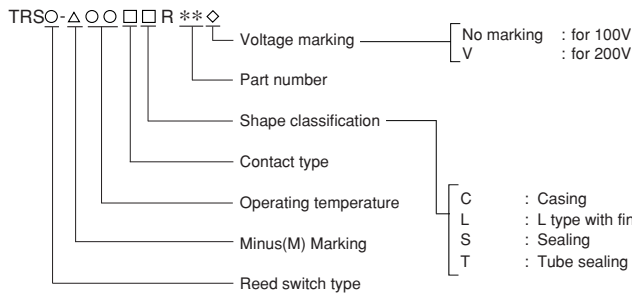 TRS○-△○○□□R**◇
Voltage marking
No marking : for 100V
V : for 200V
Part number
Shape classification
Contact type
Operating temperature
Minus(M) Marking
Reed switch type
C : Casing
L : L type with fin
S : Sealing
T : Tube sealing